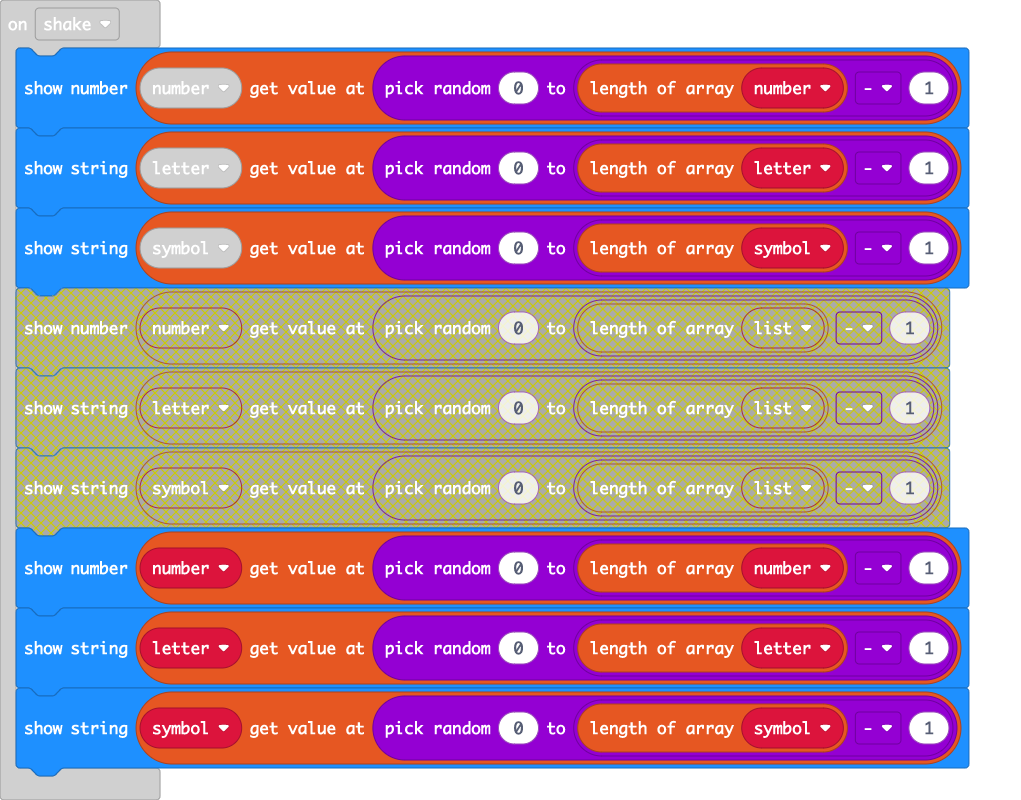 on shake
show number number get value at pick random 0 to length of array number - 1
show string letter get value at pick random 0 to length of array letter - 1
show string symbol get value at pick random 0 to length of array symbol - 1
show number number get value at pick random 0 to length of array list - 1
show string letter get value at pick random 0 to length of array list - 1
show string symbol get value at pick random 0 to length of array list - 1
show number number get value at pick random 0 to length of array number - 1
show string letter get value at pick random 0 to length of array letter - 1
show string symbol get value at pick random 0 to length of array symbol - 1